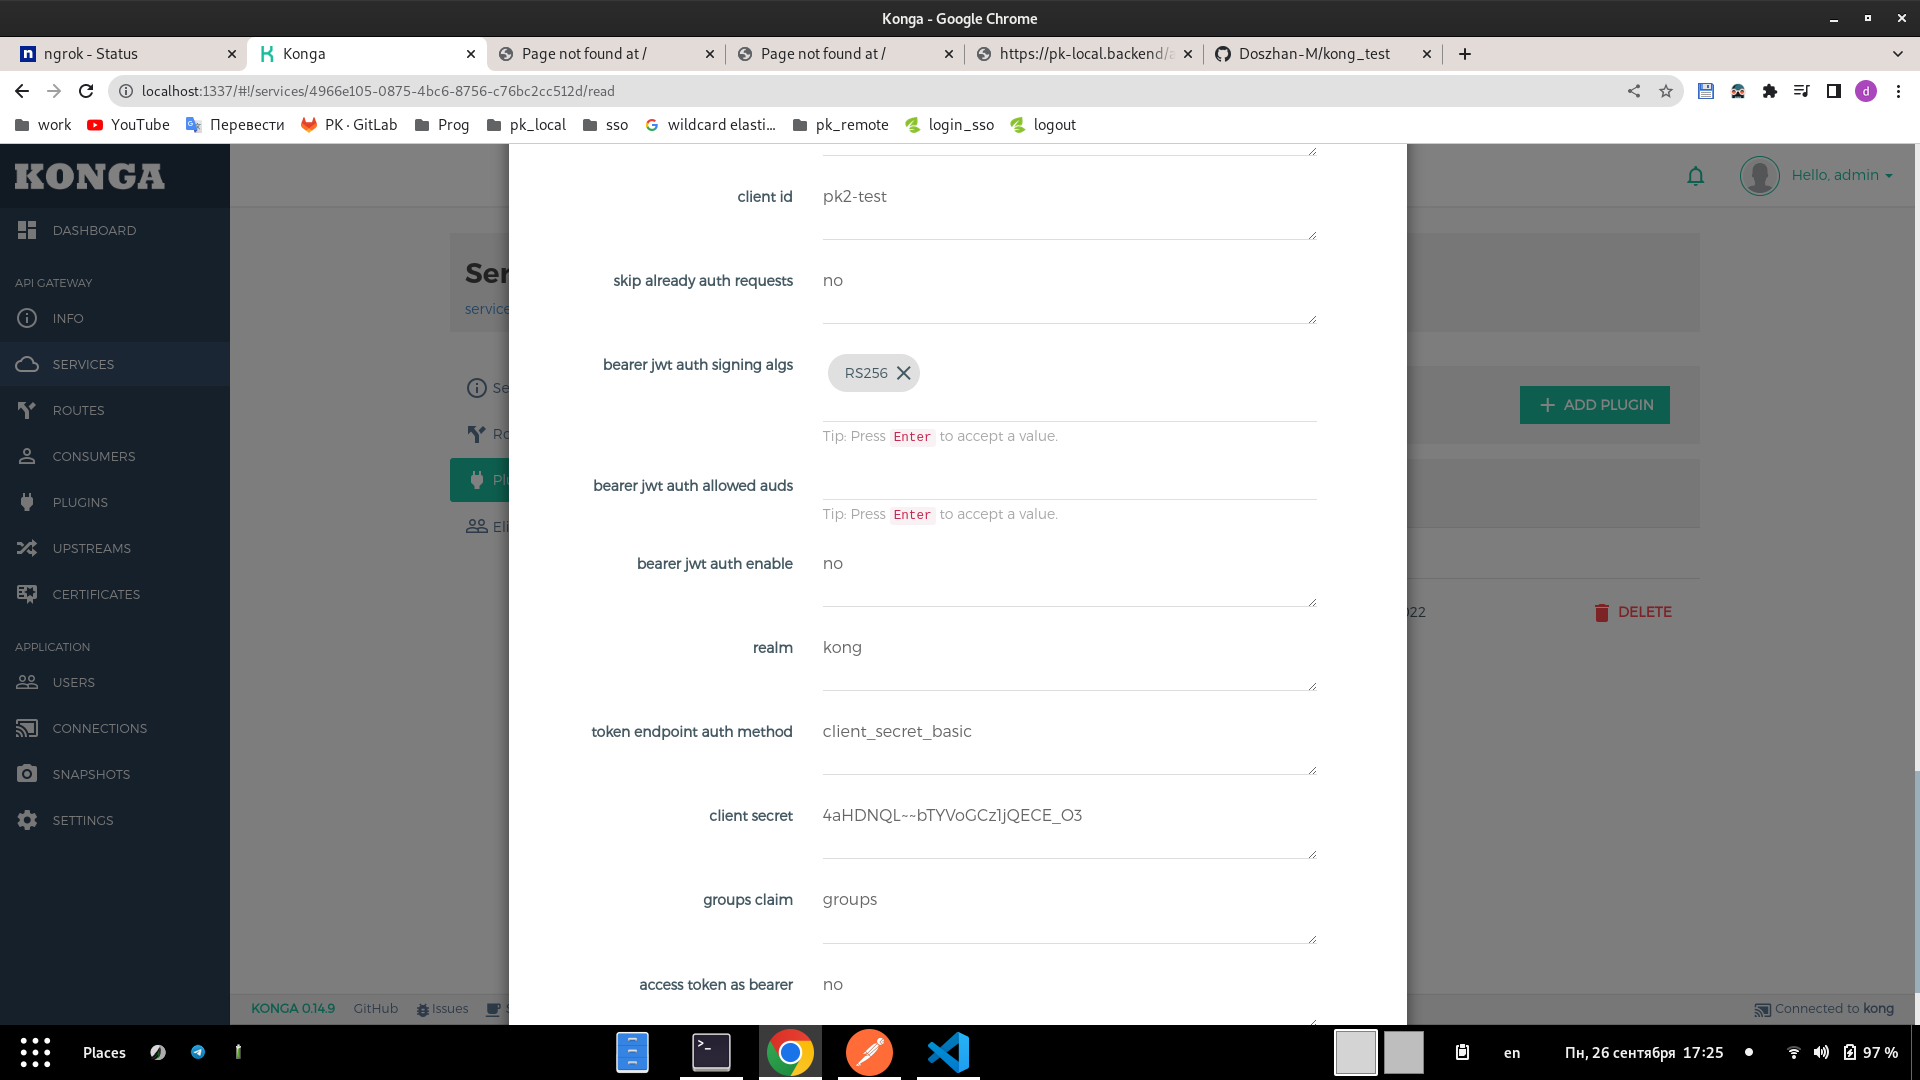 Konga - Google Chrome
ngrok - Status
Konga
Page not found at /
Page not found at /
https://pk-local.backend/a
Doszhan-M/kong_test
localhost:1337/#!/services/4966e105-0875-4bc6-8756-c76bc2cc512d/read
d
work
YouTube
Перевести
PK · GitLab
Prog
pk_local
sso
wildcard elasti...
pk_remote
login_sso
logout
KONGA
Hello, admin
DASHBOARD
API GATEWAY
INFO
SERVICES
ROUTES
CONSUMERS
PLUGINS
UPSTREAMS
CERTIFICATES
APPLICATION
USERS
CONNECTIONS
SNAPSHOTS
SETTINGS
Ser
service
Se
Ro
Plu
Eli
client id
pk2-test
skip already auth requests
no
bearer jwt auth signing algs
RS256
Tip: Press Enter to accept a value.
bearer jwt auth allowed auds
Tip: Press Enter to accept a value.
bearer jwt auth enable
no
realm
kong
token endpoint auth method
client_secret_basic
client secret
4aHDNQL~~bTYVoGCz1jQECE_O3
groups claim
groups
access token as bearer
no
ADD PLUGIN
022
DELETE
KONGA 0.14.9
GitHub
Issues
Connected to kong
Places
en
Пн, 26 сентября 17:25
97 %